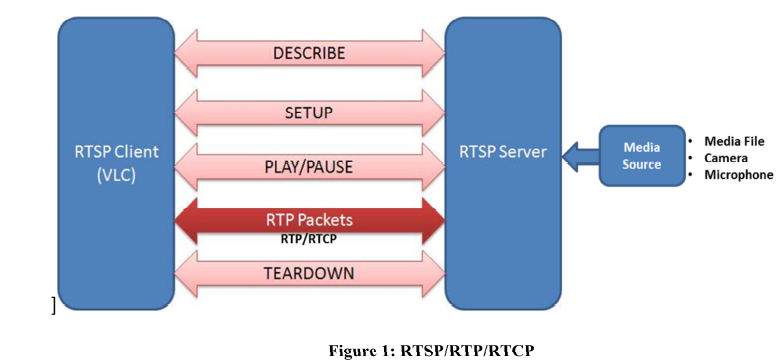 DESCRIBE
SETUP
RTSP Client
(VLC)
PLAY/PAUSE
RTSP Server
Media
Source
• Media File
• Camera
• Microphone
RTP Packets
RTP/RTCP
TEARDOWN
]
Figure 1: RTSP/RTP/RTCP